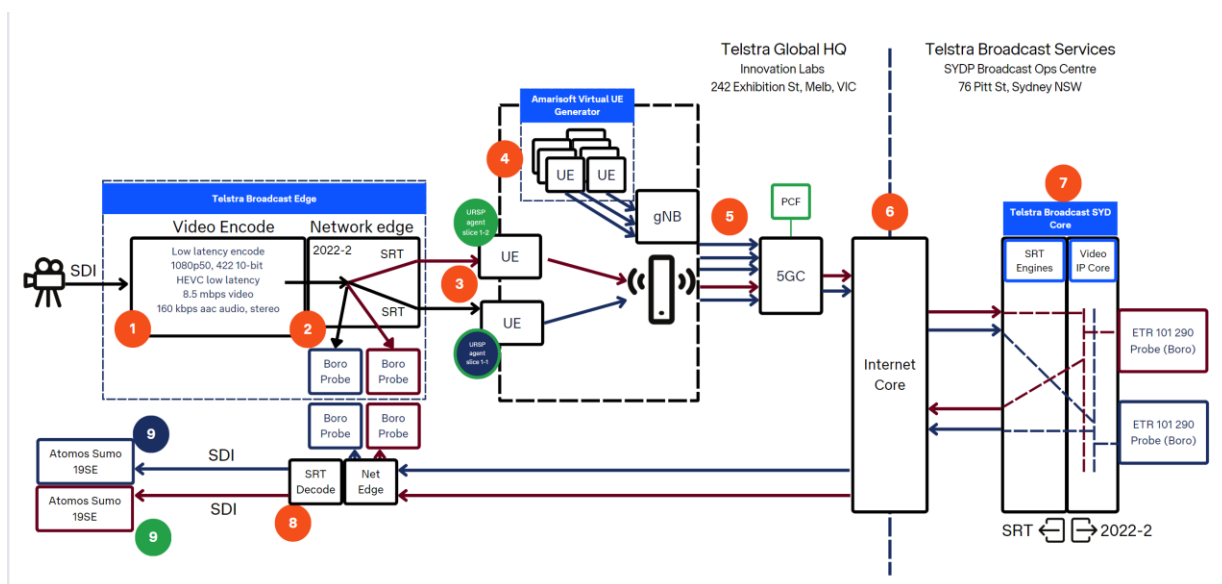 Telstra Global HQ
Innovation Labs
242 Exhibition St, Melb, VIC
Telstra Broadcast Services
SYDP Broadcast Ops Centre
76 Pitt St, Sydney NSW
Amarisoft Virtual UE
Generator
4
UE
UE
gNB
5
PCF
6
7
Telstra Broadcast SYD
Core
SRT
Engines
Video
IP Core
Telstra Broadcast Edge
Video Encode
Network edge
SDI
Low latency encode
1080p50, 422 10-bit
HEVC low latency
8.5 mbps video
160 kbps aac audio, stereo
1
2022-2
SRT
SRT
2
URSP
agent
slice 1-2
UE
3
UE
URSP
agent
slice 1-1
5GC
Internet
Core
ETR 101 290
Probe (Boro)
ETR 101 290
Probe (Boro)
Boro
Probe
Boro
Probe
Boro
Probe
Boro
Probe
9
Atomos Sumo
19SE
SDI
SRT
Decode
Net
Edge
Atomos Sumo
19SE
SDI
9
8
SRT
2022-2